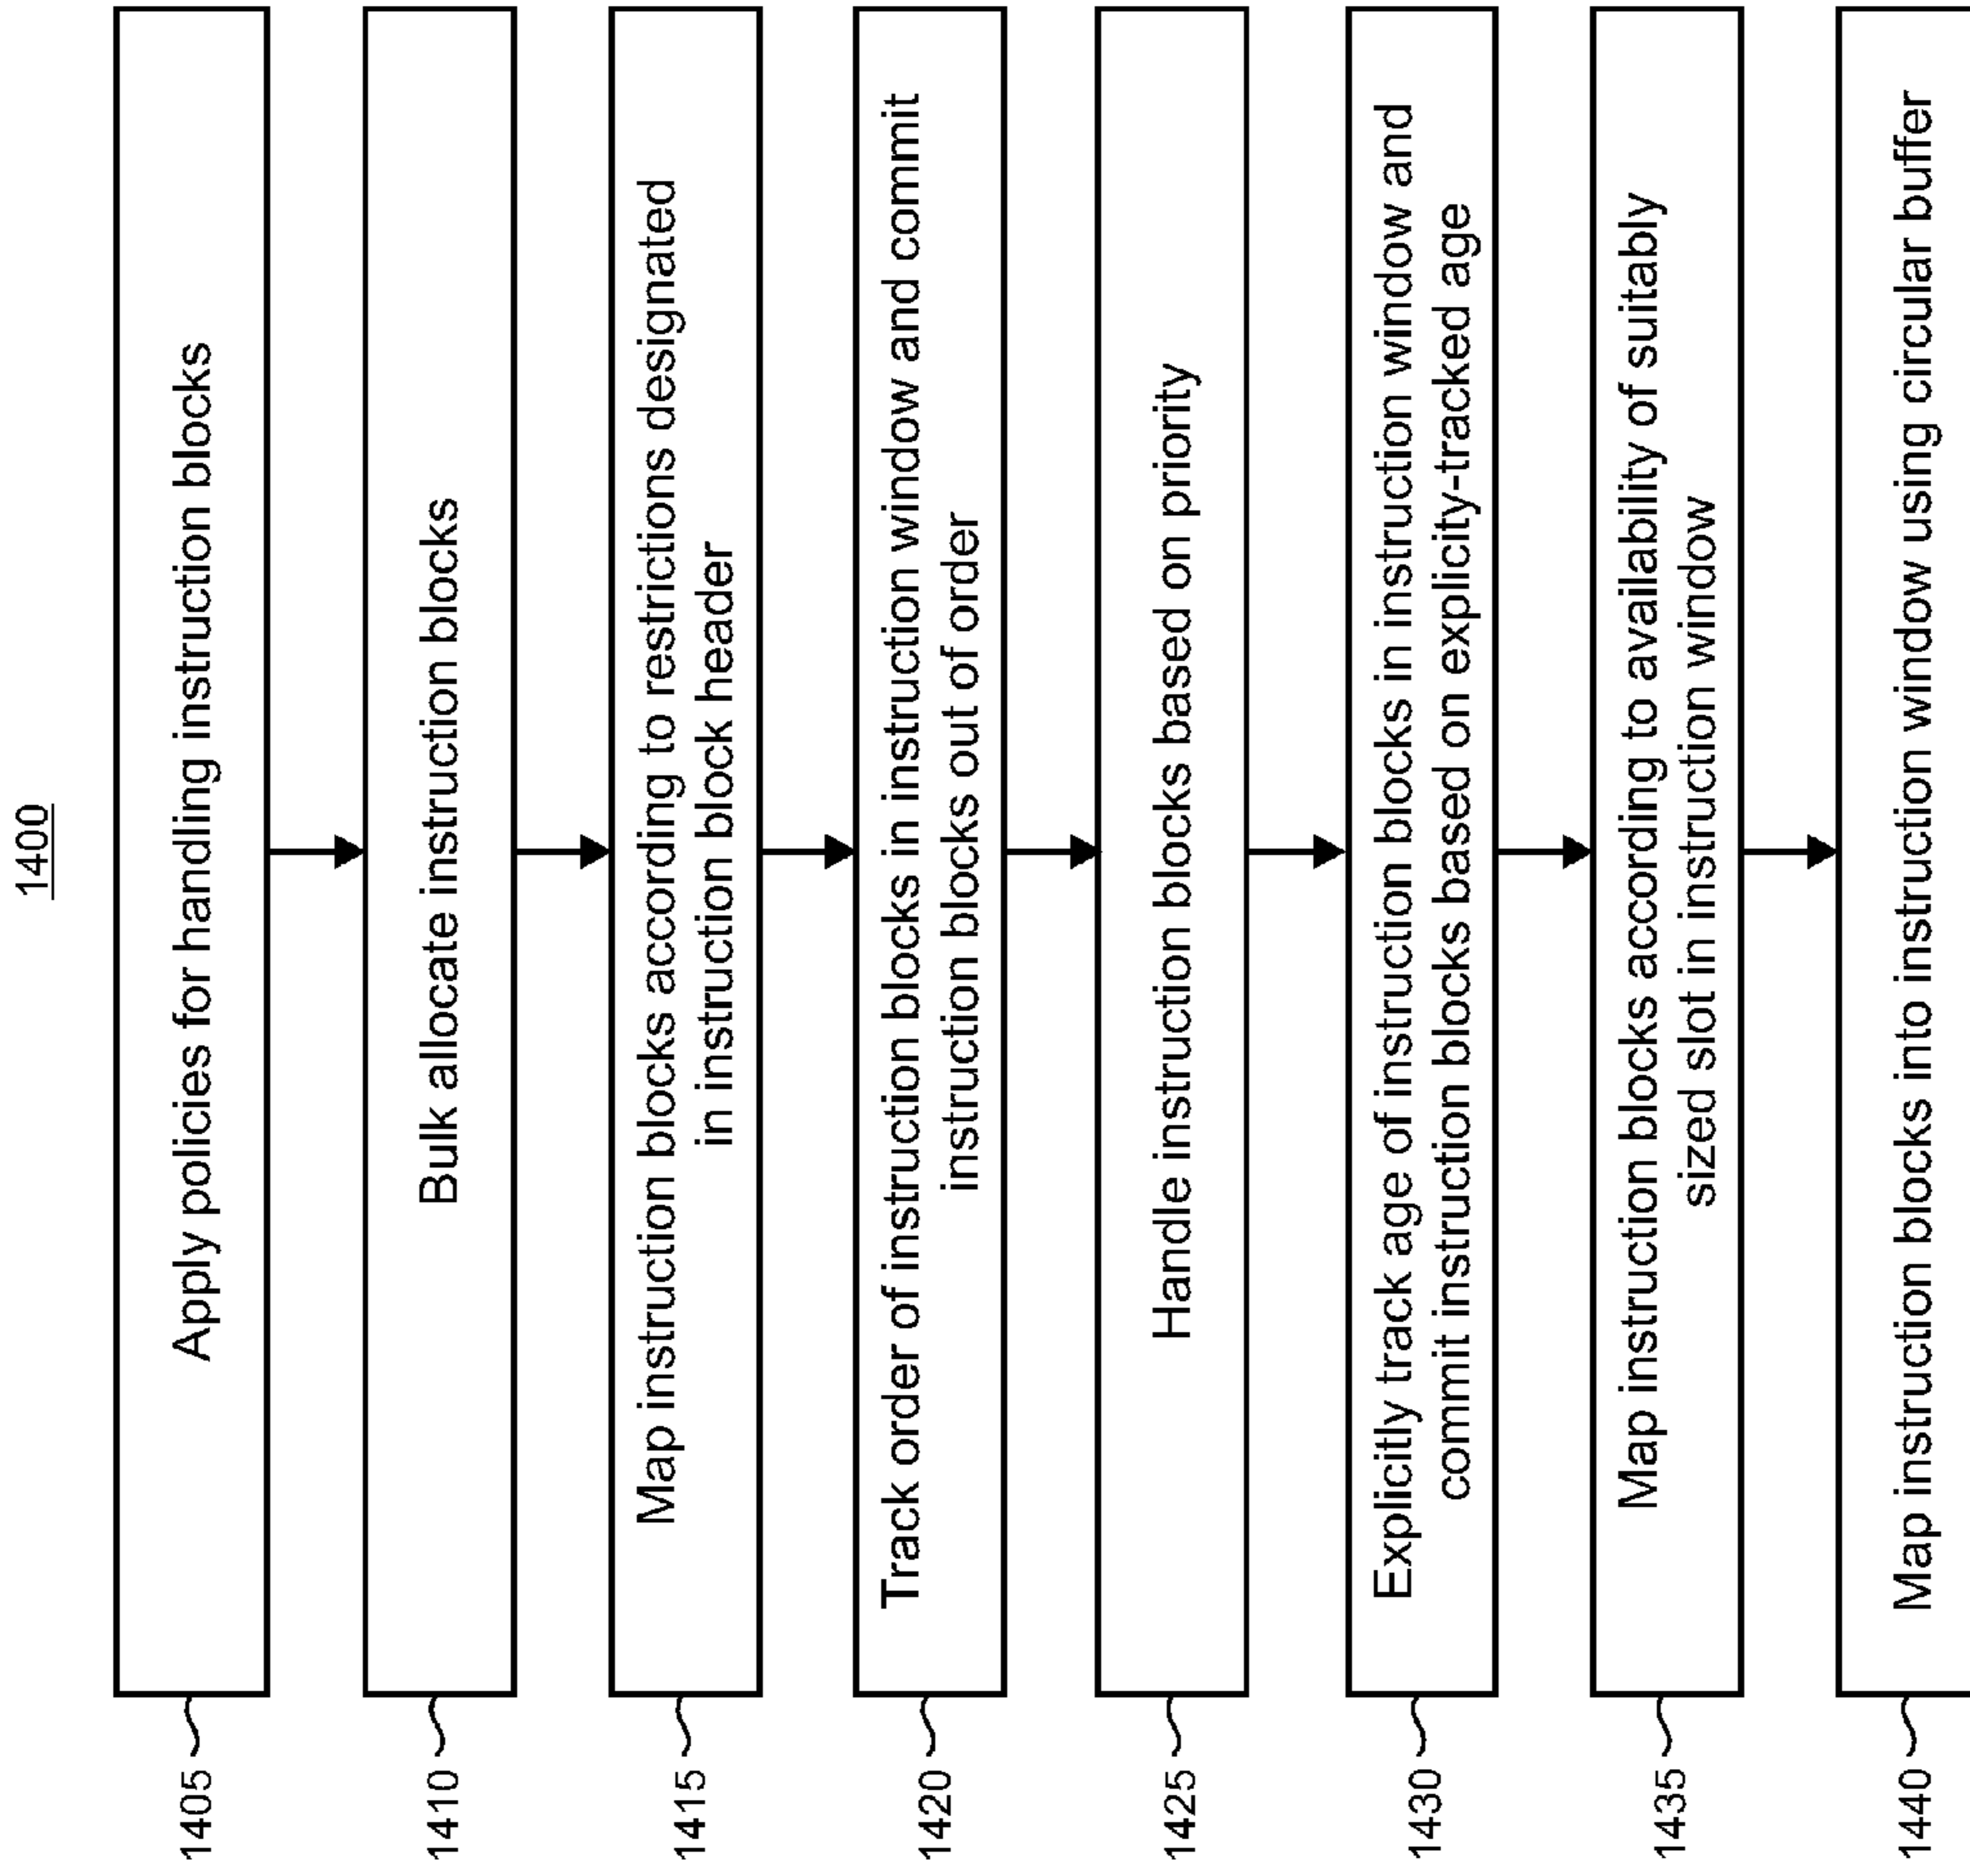 1400
1405
Apply policies for handling instruction blocks
1410
Bulk allocate instruction blocks
1415
Map instruction blocks according to restrictions designated
in instruction block header
1420
Track order of instruction blocks in instruction window and commit
instruction blocks out of order
1425
Handle instruction blocks based on priority
1430
Explicitly track age of instruction blocks in instruction window and
commit instruction blocks based on explicity-tracked age
1435
Map instruction blocks according to availability of suitably
sized slot in instruction window
1440
Map instruction blocks into instruction window using circular buffer